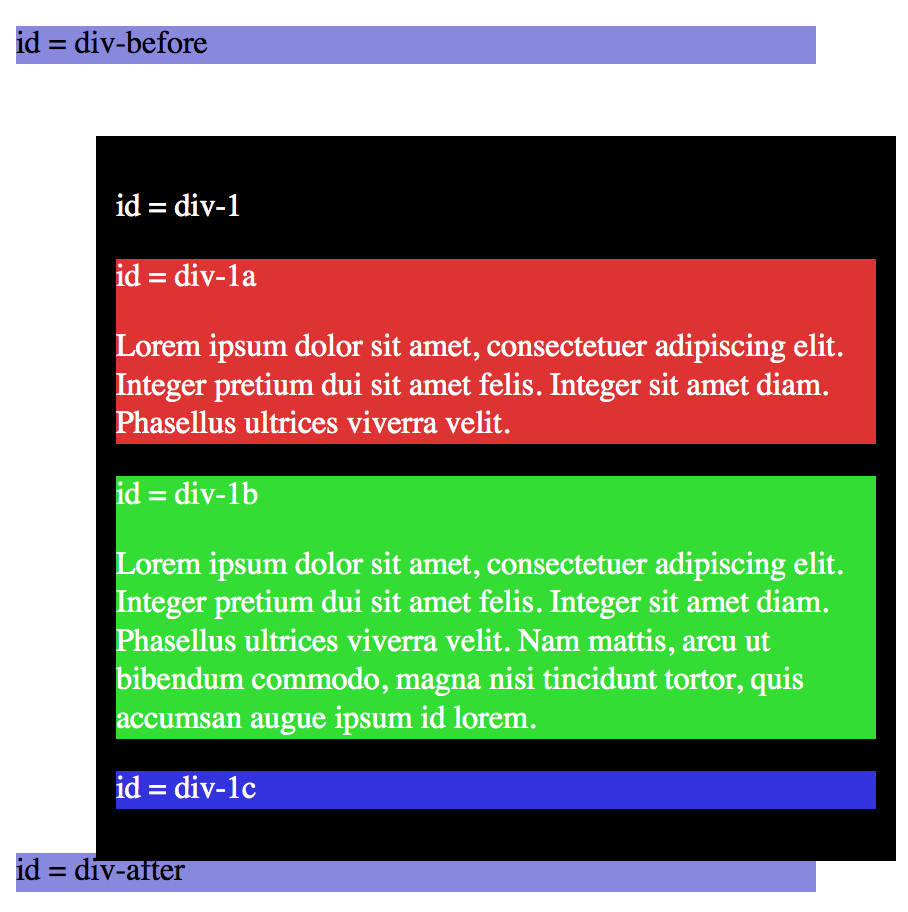 id = div-before
id = div-1
id = div-1a
Lorem ipsum dolor sit amet, consectetuer adipiscing elit.
Integer pretium dui sit amet felis. Integer sit amet diam.
Phasellus ultrices viverra velit.
id = div-1b
Lorem ipsum dolor sit amet, consectetuer adipiscing elit.
Integer pretium dui sit amet felis. Integer sit amet diam.
Phasellus ultrices viverra velit. Nam mattis, arcu ut
bibendum commodo, magna nisi tincidunt tortor, quis
accumsan augue ipsum id lorem.
id = div-1c
id = div-after